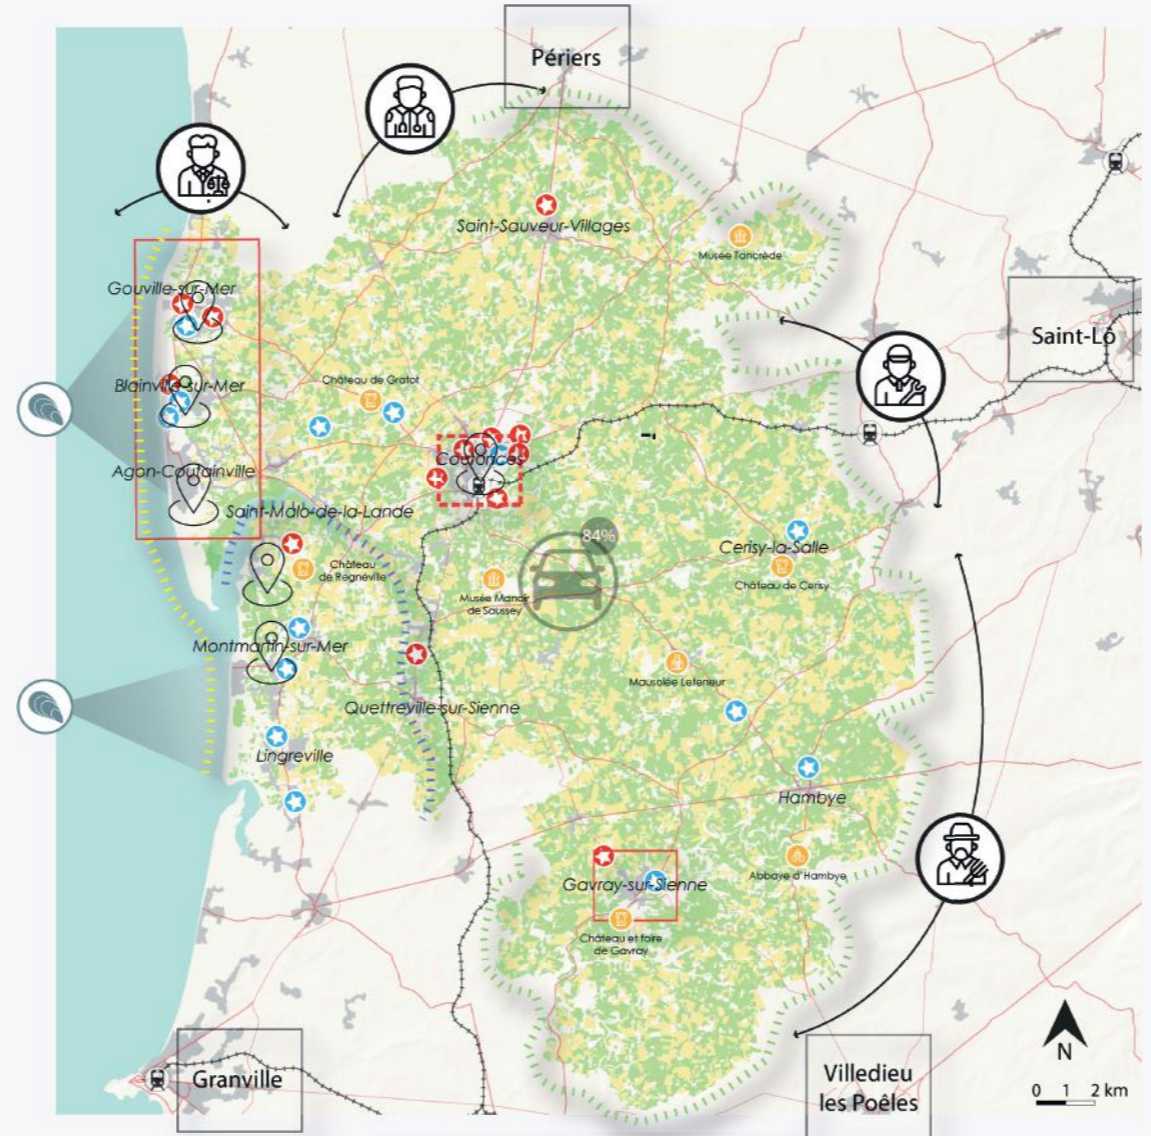 Périers
Saint-Sauveur-Villages
Musée Tancrède
Gouville-sur-Mer
Saint-Lô
Blainville-sur-Mer
Château de Gratot
Coutances
Agon-Coutainville
Saint-Malo-de-la-Lande
84%
Cerisy-la-Salle
Château
de Regnéville
Château de Cerisy
Musée Manoir
de Saussey
Montmartin-sur-Mer
Mausolée Leteneur
Quettreville-sur-Sienne
Lingreville
Hambye
Abbaye d'Hambye
Gavray-sur-Sienne
Château et foire
de Gavray
N
Granville
Villedieu
les Poêles
0 1 2 km